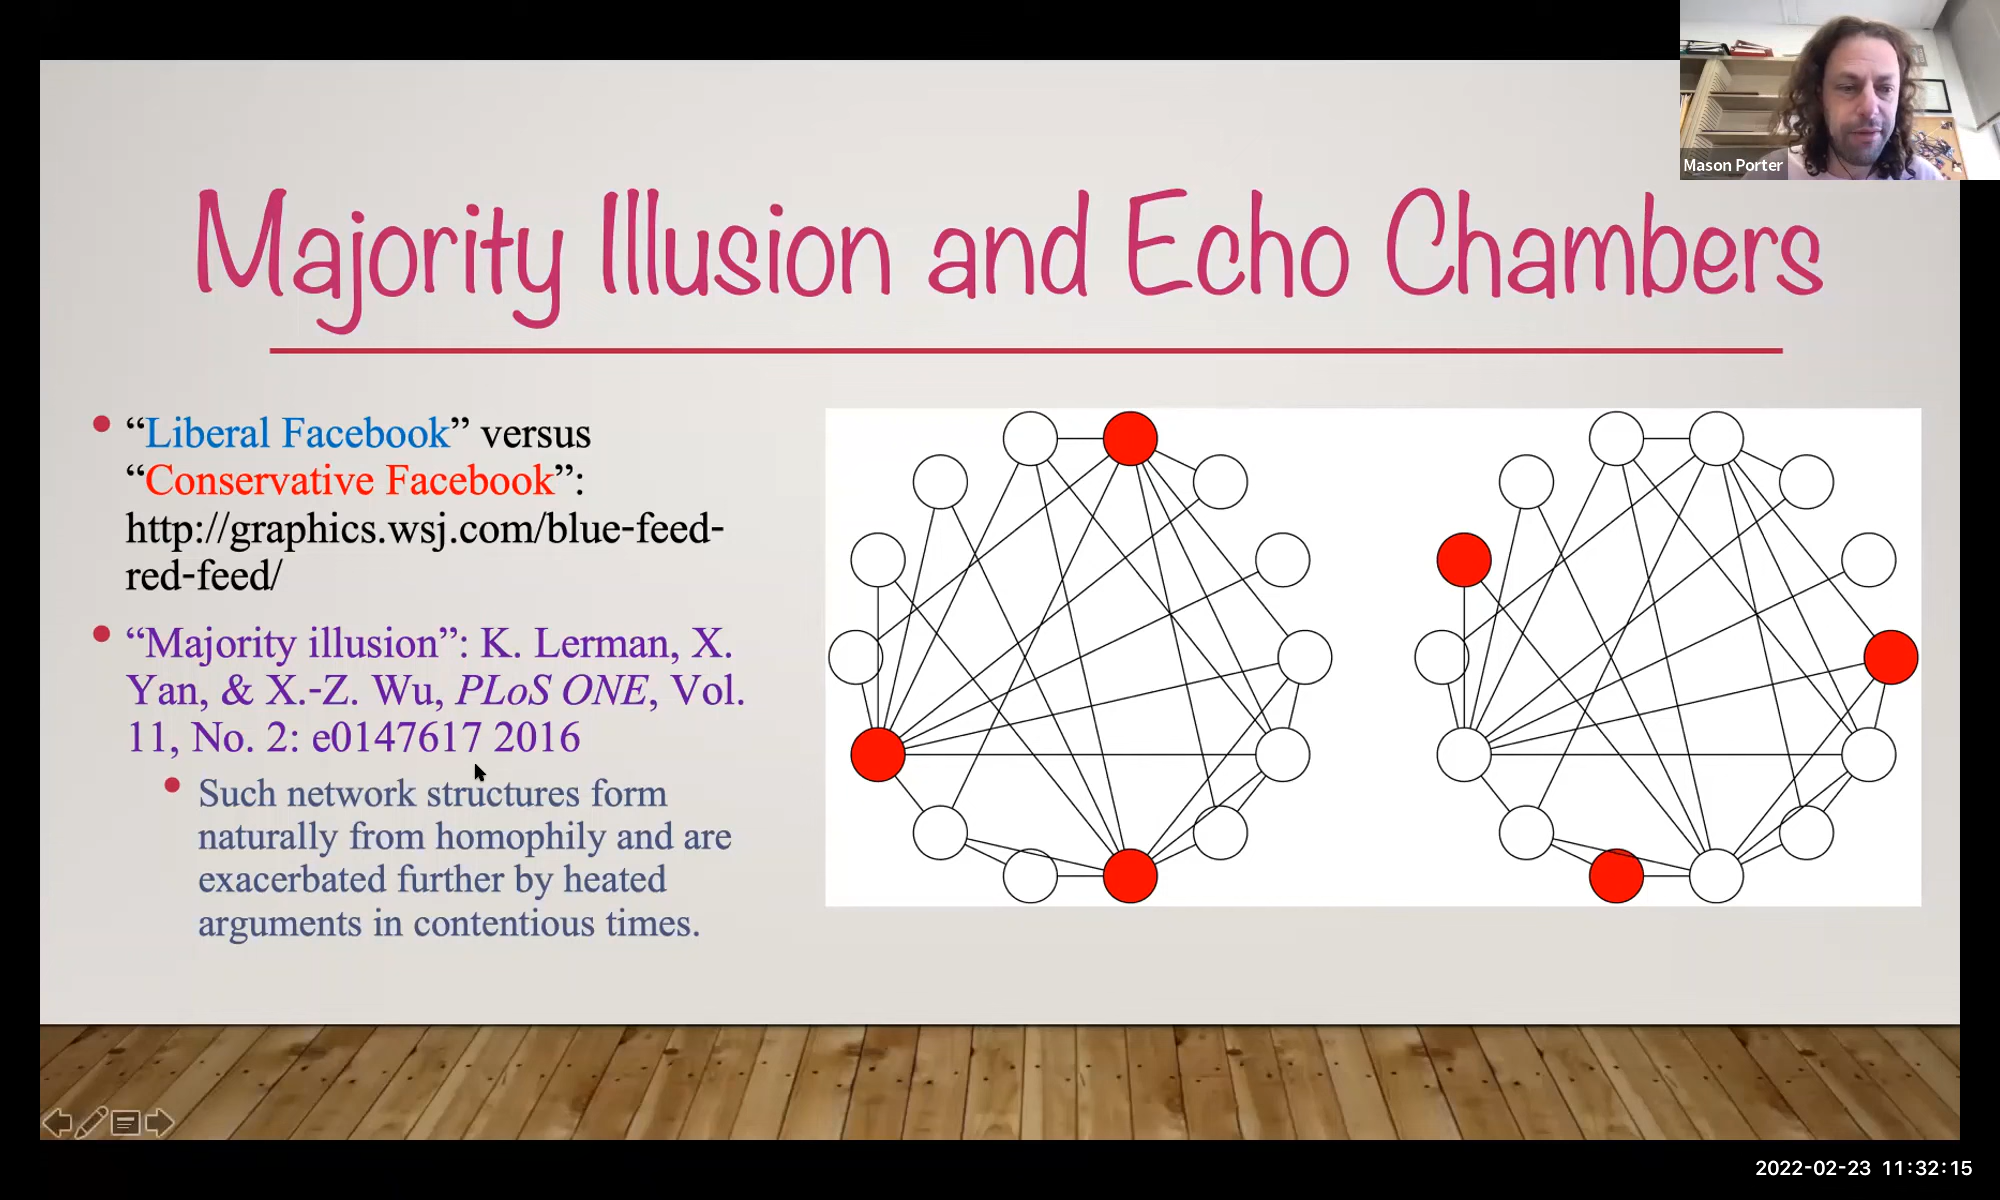 Mason Porter
Majority Illusion and Echo Chambers
“Liberal Facebook” versus
“Conservative Facebook”:
http://graphics.wsj.com/blue-feed-
red-feed/
“Majority illusion”: K. Lerman, X.
Yan, & X.-Z. Wu, PLoS ONE, Vol.
11, No. 2: e0147617 2016
Such network structures form
naturally from homophily and are
exacerbated further by heated
arguments in contentious times.
2022-02-23 11:32:15